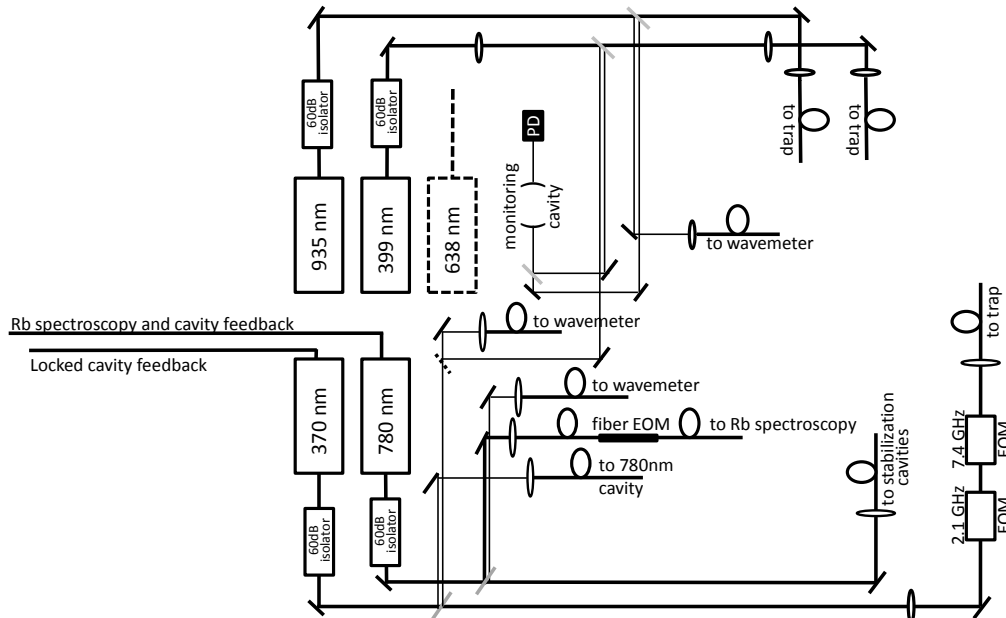 60dB
isolator
60dB
isolator
PD
to trap
to trap
935 nm
399 nm
638 nm
monitoring
cavity
to wavemeter
Rb spectroscopy and cavity feedback
to wavemeter
to trap
Locked cavity feedback
370 nm
780 nm
to wavemeter
fiber EOM
to Rb spectroscopy
to 780nm
cavity
to stabilization
cavities
7.4 GHz
EOM
2.1 GHz
EOM
60dB
isolator
60dB
isolator